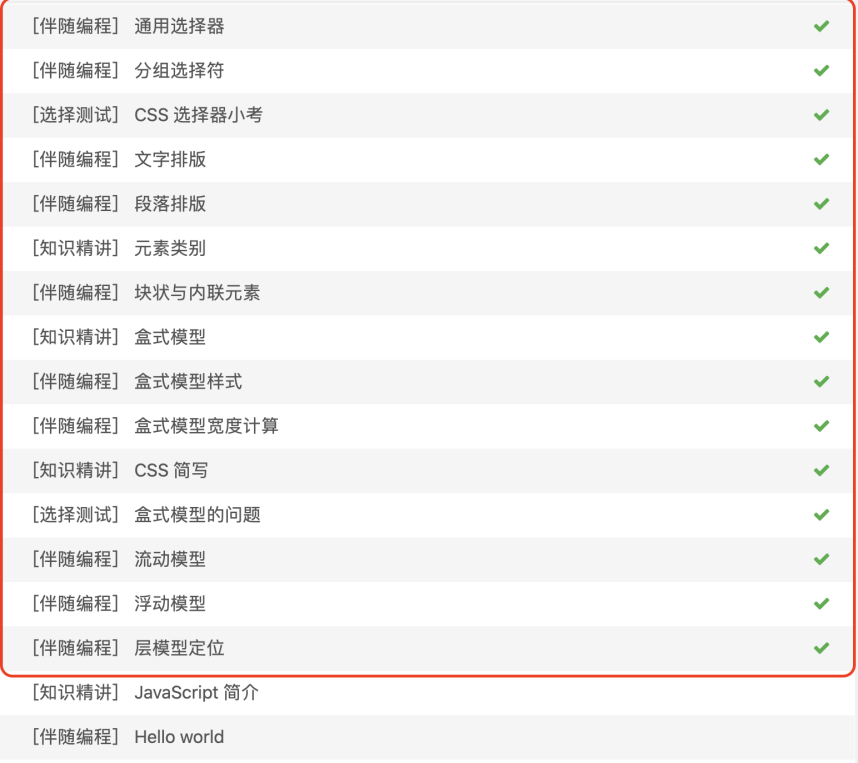 [伴随编程] 通用选择器
[伴随编程] 分组选择符
[选择测试] CSS 选择器小考
[伴随编程] 文字排版
[伴随编程] 段落排版
[知识精讲] 元素类别
[伴随编程] 块状与内联元素
[知识精讲] 盒式模型
[伴随编程] 盒式模型样式
[伴随编程] 盒式模型宽度计算
[知识精讲] CSS 简写
[选择测试] 盒式模型的问题
[伴随编程] 流动模型
[伴随编程] 浮动模型
[伴随编程] 层模型定位
[知识精讲] JavaScript 简介
[伴随编程] Hello world